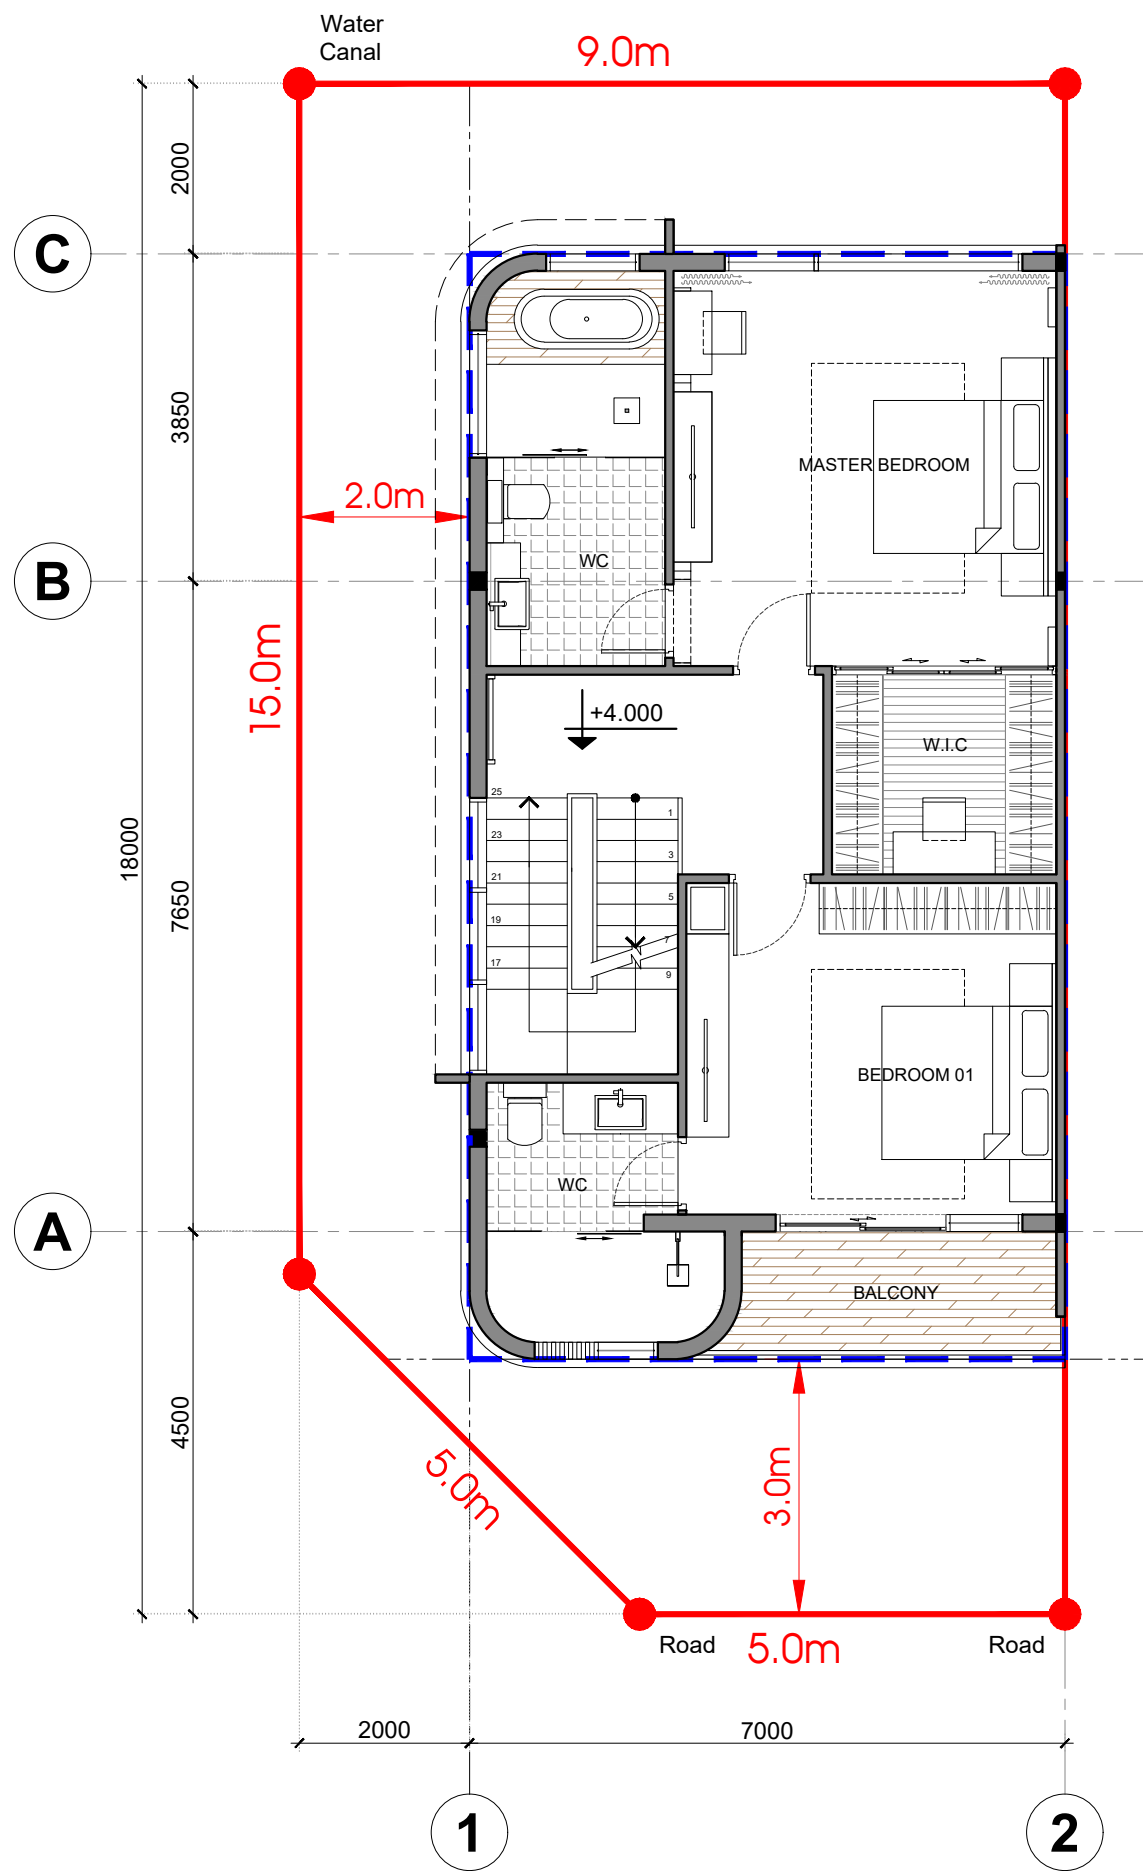 Water
Canal
9.0m
2000
C
3850
2.0m
MASTER BEDROOM
WC
B
15.0m
+4.000
W.I.C
25
1
23
3
21
5
19
7
17
9
18000
7650
BEDROOM 01
WC
A
BALCONY
4500
5.0m
3.0m
Road
5.0m
Road
2000
7000
1
2